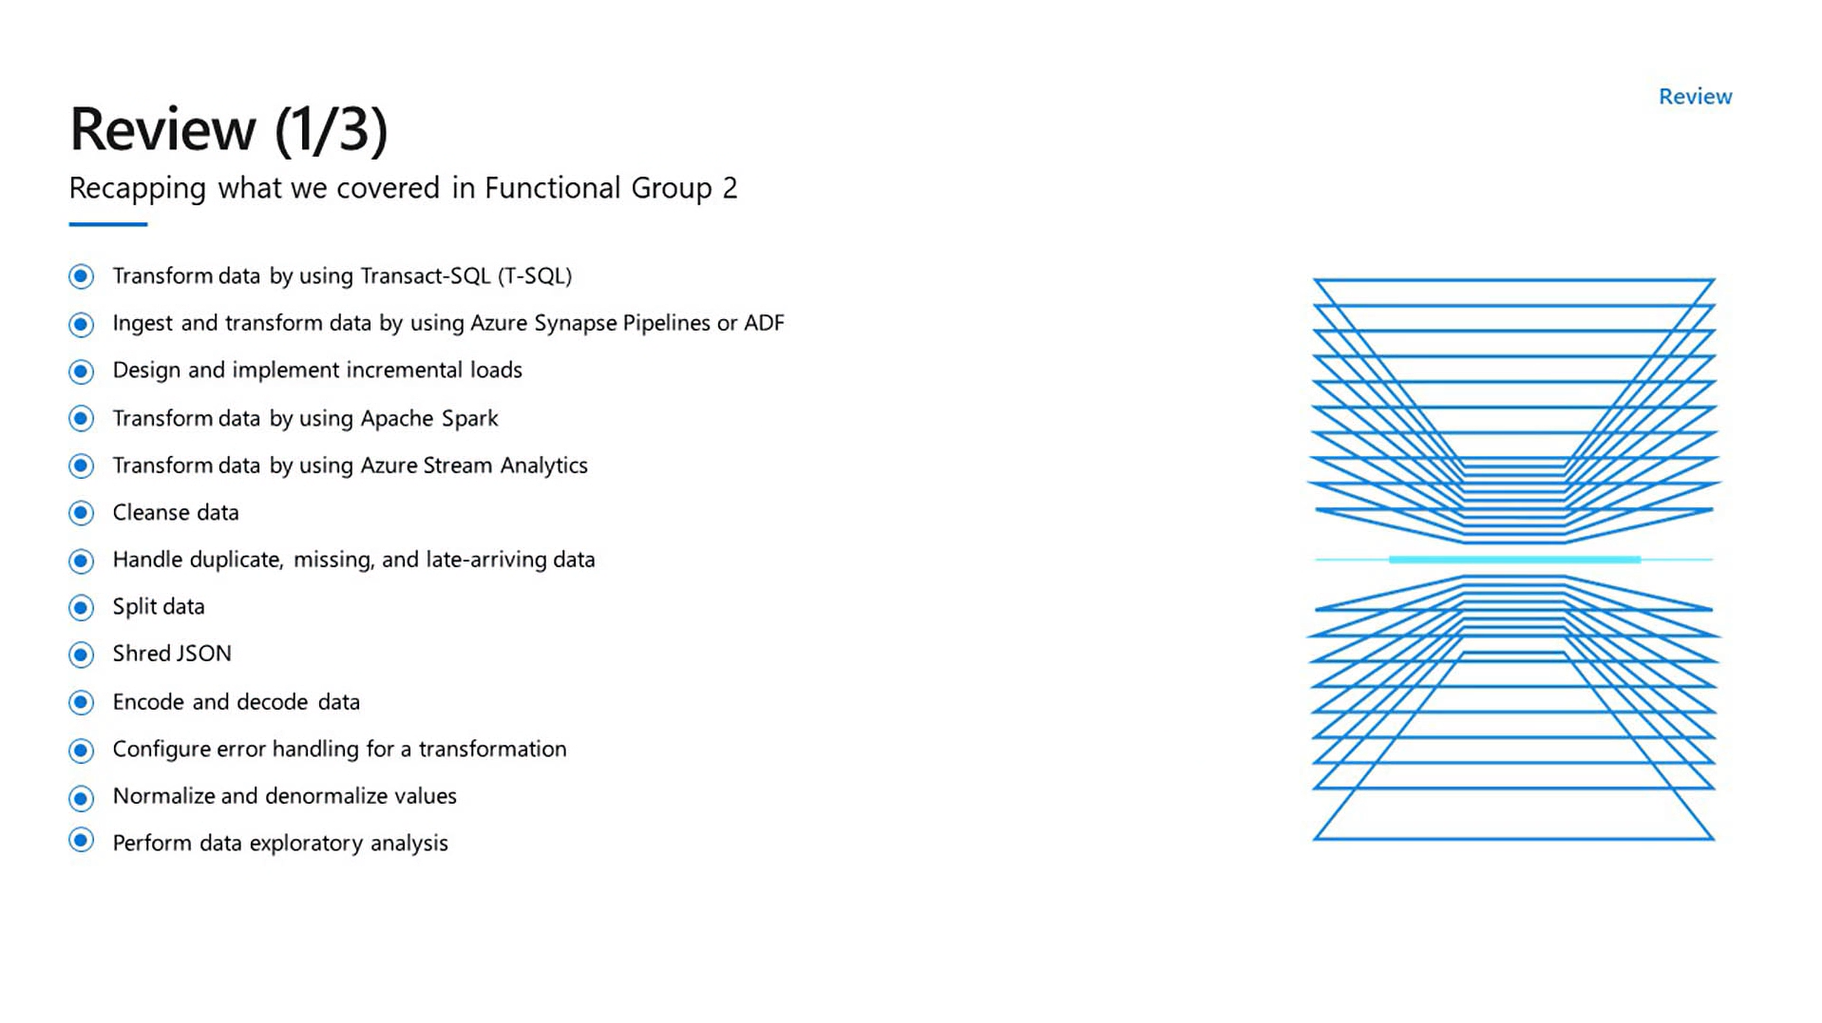 Review
Review (1/3)
Recapping what we covered in Functional Group 2
Transform data by using Transact-SQL (T-SQL)
Ingest and transform data by using Azure Synapse Pipelines or ADF
Design and implement incremental loads
Transform data by using Apache Spark
Transform data by using Azure Stream Analytics
Cleanse data
Handle duplicate, missing, and late-arriving data
Split data
Shred JSON
Encode and decode data
Configure error handling for a transformation
Normalize and denormalize values
Perform data exploratory analysis